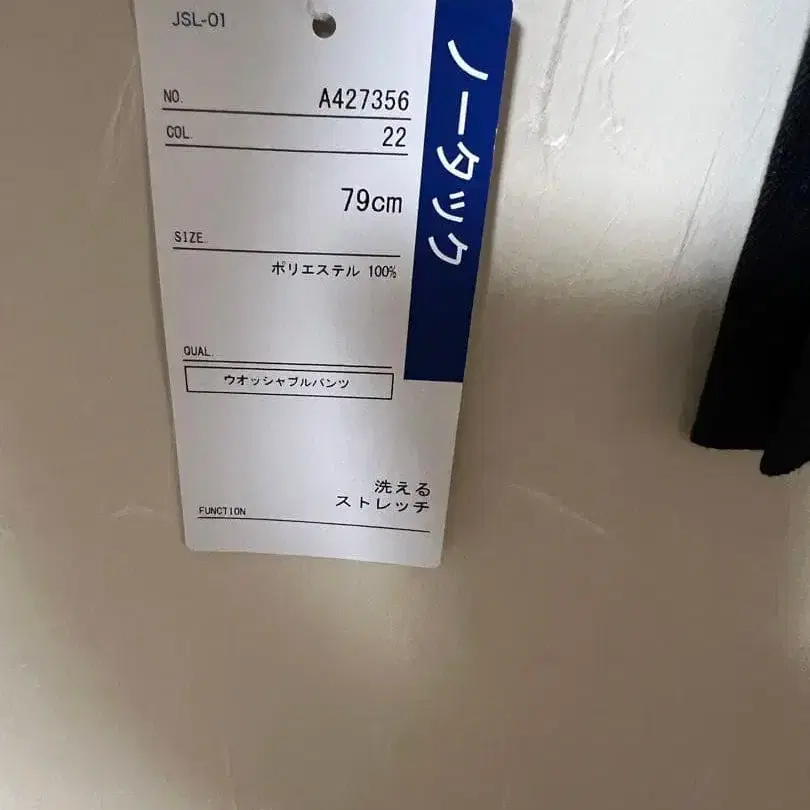 JSL-01
ノータック
NO. A427356
COL. 22
79cm
SIZE
ポリエステル 100%
QUAL.
ウオッシャブルパンツ
洗える
ストレッチ
FUNCTION